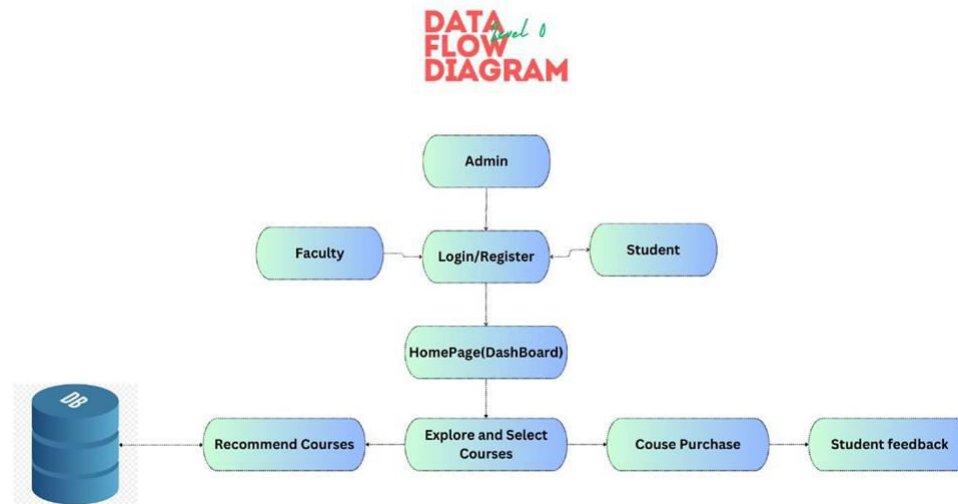 DATA
Level 0
FLOW
DIAGRAM
Admin
Faculty
Login/Register
Student
HomePage(DashBoard)
DB
Recommend Courses
Explore and Select
Courses
Couse Purchase
Student feedback